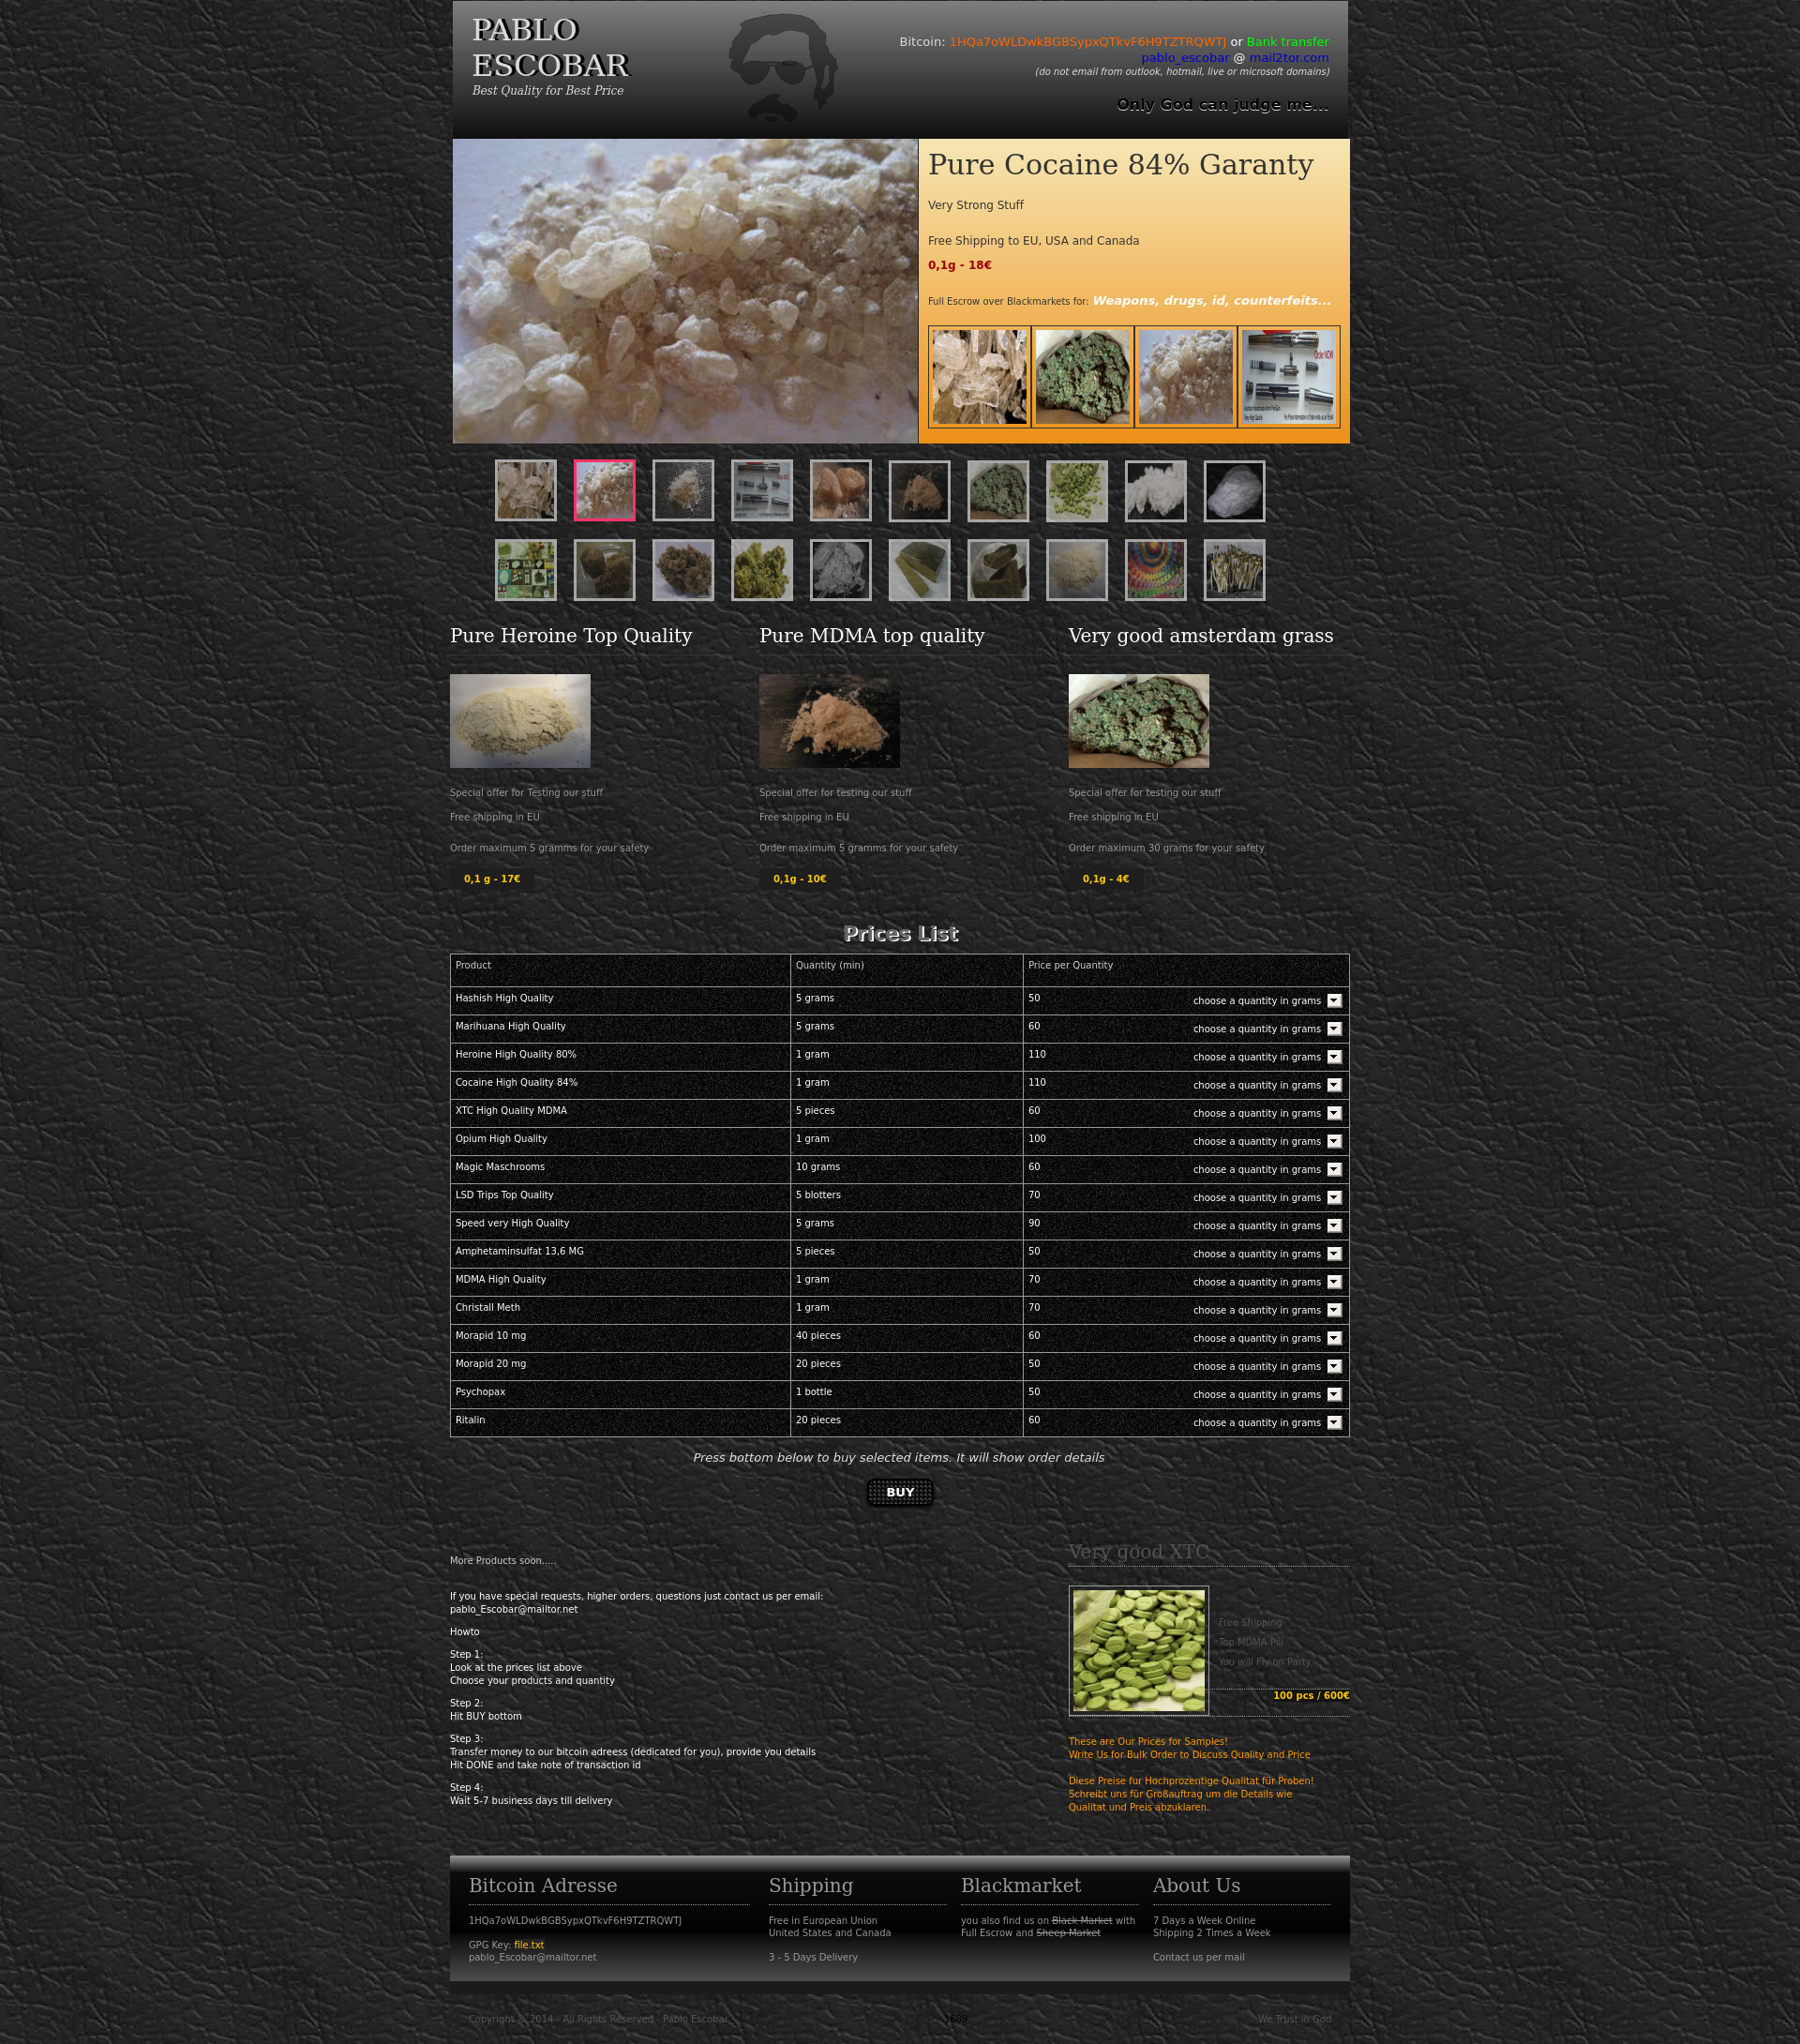 PABLO
ESCOBAR
Best Quality for Best Price
Bitcoin: 1HQa7oWLDwkBGBSypxQTkvF6H9TZTRQWTJ or Bank transfer
pablo_escobar @ mail2tor.com
(do not email from outlook, hotmail, live or microsoft domains)
Only God can judge me...
Pure Cocaine 84% Garanty
Very Strong Stuff
Free Shipping to EU, USA and Canada
0,1g - 18€
Full Escrow over Blackmarkets for: Weapons, drugs, id, counterfeits...
Order NOW
Pure Heroine Top Quality
Special offer for Testing our stuff
Free shipping in EU
Order maximum 5 gramms for your safety
0,1 g - 17€
Pure MDMA top quality
Special offer for testing our stuff
Free shipping in EU
Order maximum 5 gramms for your safety
0,1g - 10€
Very good amsterdam grass
Special offer for testing our stuff
Free shipping in EU
Order maximum 30 grams for your safety
0,1g - 4€
Prices List
Product Quantity (min) Price per Quantity
Hashish High Quality 5 grams 50 choose a quantity in grams
Marihuana High Quality 5 grams 60 choose a quantity in grams
Heroine High Quality 80% 1 gram 110 choose a quantity in grams
Cocaine High Quality 84% 1 gram 110 choose a quantity in grams
XTC High Quality MDMA 5 pieces 60 choose a quantity in grams
Opium High Quality 1 gram 100 choose a quantity in grams
Magic Maschrooms 10 grams 60 choose a quantity in grams
LSD Trips Top Quality 5 blotters 70 choose a quantity in grams
Speed very High Quality 5 grams 90 choose a quantity in grams
Amphetaminsulfat 13,6 MG 5 pieces 50 choose a quantity in grams
MDMA High Quality 1 gram 70 choose a quantity in grams
Christall Meth 1 gram 70 choose a quantity in grams
Morapid 10 mg 40 pieces 60 choose a quantity in grams
Morapid 20 mg 20 pieces 50 choose a quantity in grams
Psychopax 1 bottle 50 choose a quantity in grams
Ritalin 20 pieces 60 choose a quantity in grams
Press bottom below to buy selected items. It will show order details
BUY
More Products soon.....
If you have special requests, higher orders, questions just contact us per email:
pablo_Escobar@mailtor.net
Howto
Step 1:
Look at the prices list above
Choose your products and quantity
Step 2:
Hit BUY bottom
Step 3:
Transfer money to our bitcoin adreess (dedicated for you), provide you details
Hit DONE and take note of transaction id
Step 4:
Wait 5-7 business days till delivery
Very good XTC
Free Shipping
Top MDMA Pill
You will Fly on Party
100 pcs / 600€
These are Our Prices for Samples!
Write Us for Bulk Order to Discuss Quality and Price
Diese Preise fur Hochprozentige Qualitat für Proben!
Schreibt uns für Großauftrag um die Details wie
Qualitat und Preis abzuklaren.
Bitcoin Adresse
1HQa7oWLDwkBGBSypxQTkvF6H9TZTRQWTJ
GPG Key: file.txt
pablo_Escobar@mailtor.net
Shipping
Free in European Union
United States and Canada
3 - 5 Days Delivery
Blackmarket
you also find us on Black Market with
Full Escrow and Sheep Market
About Us
7 Days a Week Online
Shipping 2 Times a Week
Contact us per mail
Copyright © 2014 - All Rights Reserved - Pablo Escobar
We Trust in God